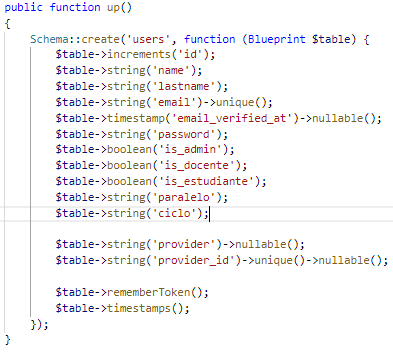 public function up()
{
    Schema::create('users', function (Blueprint $table) {
        $table->increments('id');
        $table->string('name');
        $table->string('lastname');
        $table->string('email')->unique();
        $table->timestamp('email_verified_at')->nullable();
        $table->string('password');
        $table->boolean('is_admin');
        $table->boolean('is_docente');
        $table->boolean('is_estudiante');
        $table->string('paralelo');
        $table->string('ciclo');

        $table->string('provider')->nullable();
        $table->string('provider_id')->unique()->nullable();

        $table->rememberToken();
        $table->timestamps();
    });
}